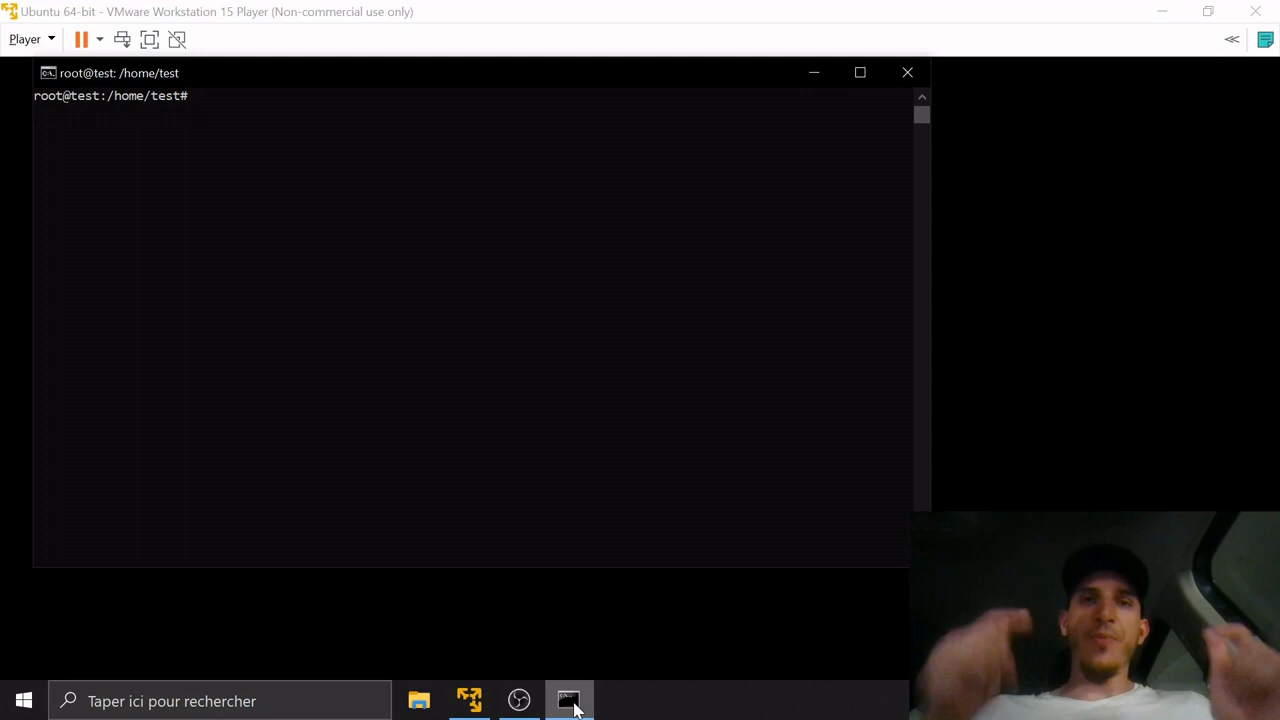 Ubuntu 64-bit - VMware Workstation 15 Player (Non-commercial use only)
Player
root@test: /home/test
root@test:/home/test#
Taper ici pour rechercher